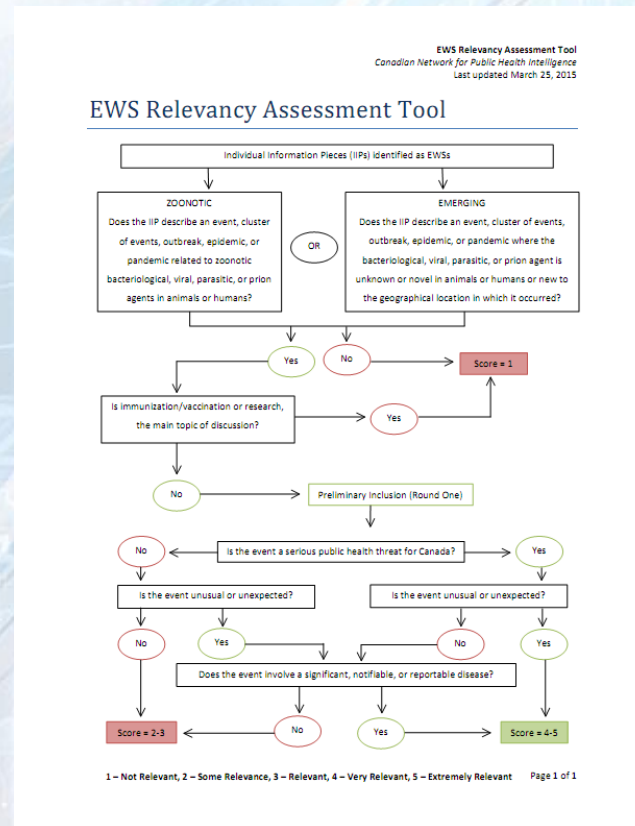 EWS Relevancy Assessment Tool
Canadian Network for Public Health Intelligence
Last updated March 25, 2015
EWS Relevancy Assessment Tool
Individual Information Pieces (IIPs) Identified as EWSs
ZOONOTIC
Does the IIP describe an event, cluster
of events, outbreak, epidemic, or
pandemic related to zoonotic
bacteriological, viral, parasitic, or prion
agents in animals or humans?
OR
EMERGING
Does the IIP describe an event, cluster of events,
outbreak, epidemic, or pandemic where the
bacteriological, viral, parasitic, or prion agent is
unknown or novel in animals or humans or new to
the geographical location in which it occurred?
Yes
No
Score = 1
Is immunization/vaccination or research,
the main topic of discussion?
Yes
No
Preliminary Inclusion (Round One)
No
Is the event a serious public health threat for Canada?
Yes
Is the event unusual or unexpected?
Is the event unusual or unexpected?
No
Yes
No
Yes
Does the event involve a significant, notifiable, or reportable disease?
Score = 2-3
No
Yes
Score = 4-5
1 – Not Relevant, 2 – Some Relevance, 3 – Relevant, 4 – Very Relevant, 5 – Extremely Relevant Page 1 of 1